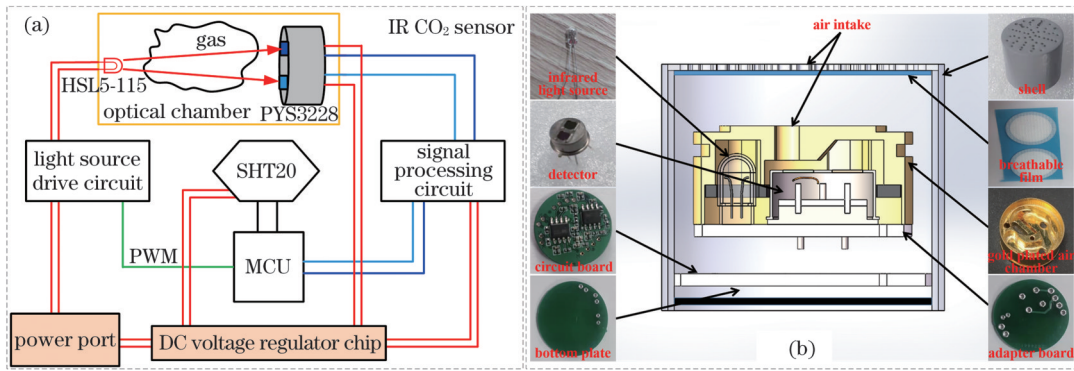 (a)
IR CO₂ sensor
gas
HSL5-115
optical chamber
PYS3228
light source
drive circuit
SHT20
signal
processing
circuit
PWM
MCU
power port
DC voltage regulator chip
air intake
infrared
light source
detector
circuit board
bottom plate
shell
breathable
film
gold plated air
chamber
adapter board
(b)